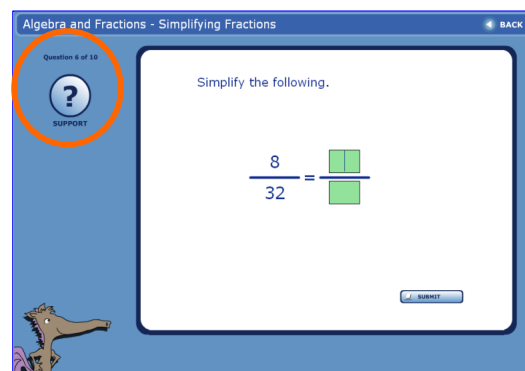 Algebra and Fractions - Simplifying Fractions
BACK
Question 6 of 10
?
SUPPORT
Simplify the following.
8
=
32
SUBMIT